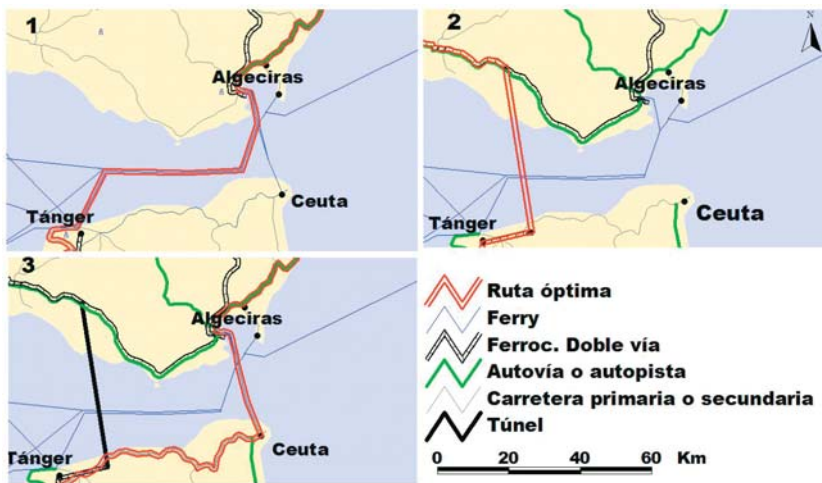 1
Algeciras
Tánger
Ceuta
2
N
Algeciras
Tánger
Ceuta
3
Algeciras
Tánger
Ceuta
Ruta óptima
Ferry
Ferroc. Doble vía
Autovía o autopista
Carretera primaria o secundaria
Túnel
0 20 40 60 Km